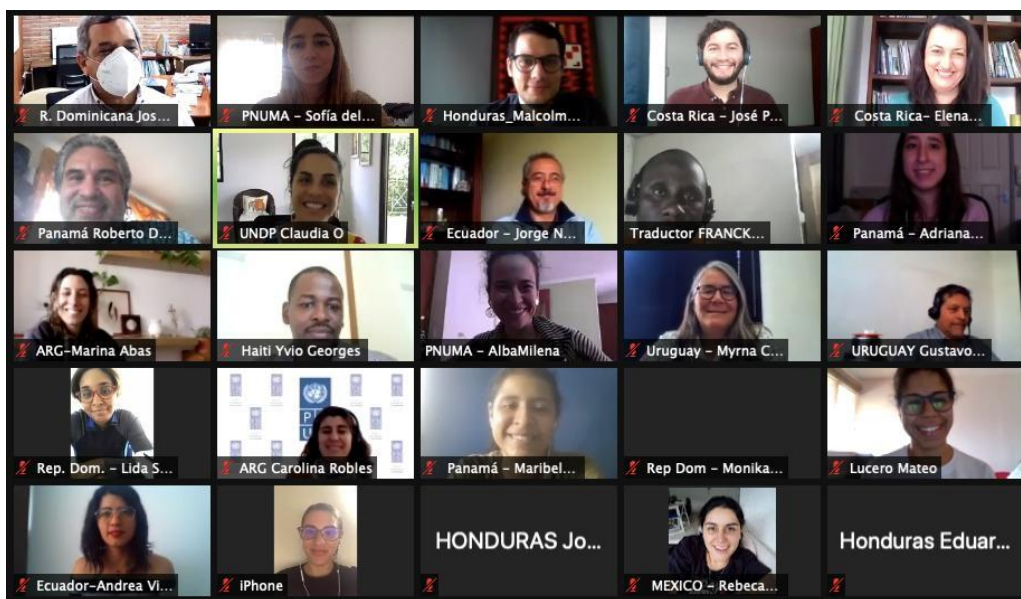 R. Dominicana Jos...
PNUMA – Sofía del...
Honduras_Malcolm...
Costa Rica – José P...
Costa Rica– Elena...
Panamá Roberto D...
UNDP Claudia O
Ecuador – Jorge N...
Traductor FRANCK...
Panamá – Adriana...
ARG–Marina Abas
Haiti Yvio Georges
PNUMA – AlbaMilena
Uruguay – Myrna C...
URUGUAY Gustavo...
Rep. Dom. – Lida S...
P
U
ARG Carolina Robles
Panamá – Maribel...
Rep Dom – Monika...
Lucero Mateo
Ecuador–Andrea Vi...
iPhone
HONDURAS Jo...
MEXICO – Rebeca...
Honduras Eduar...